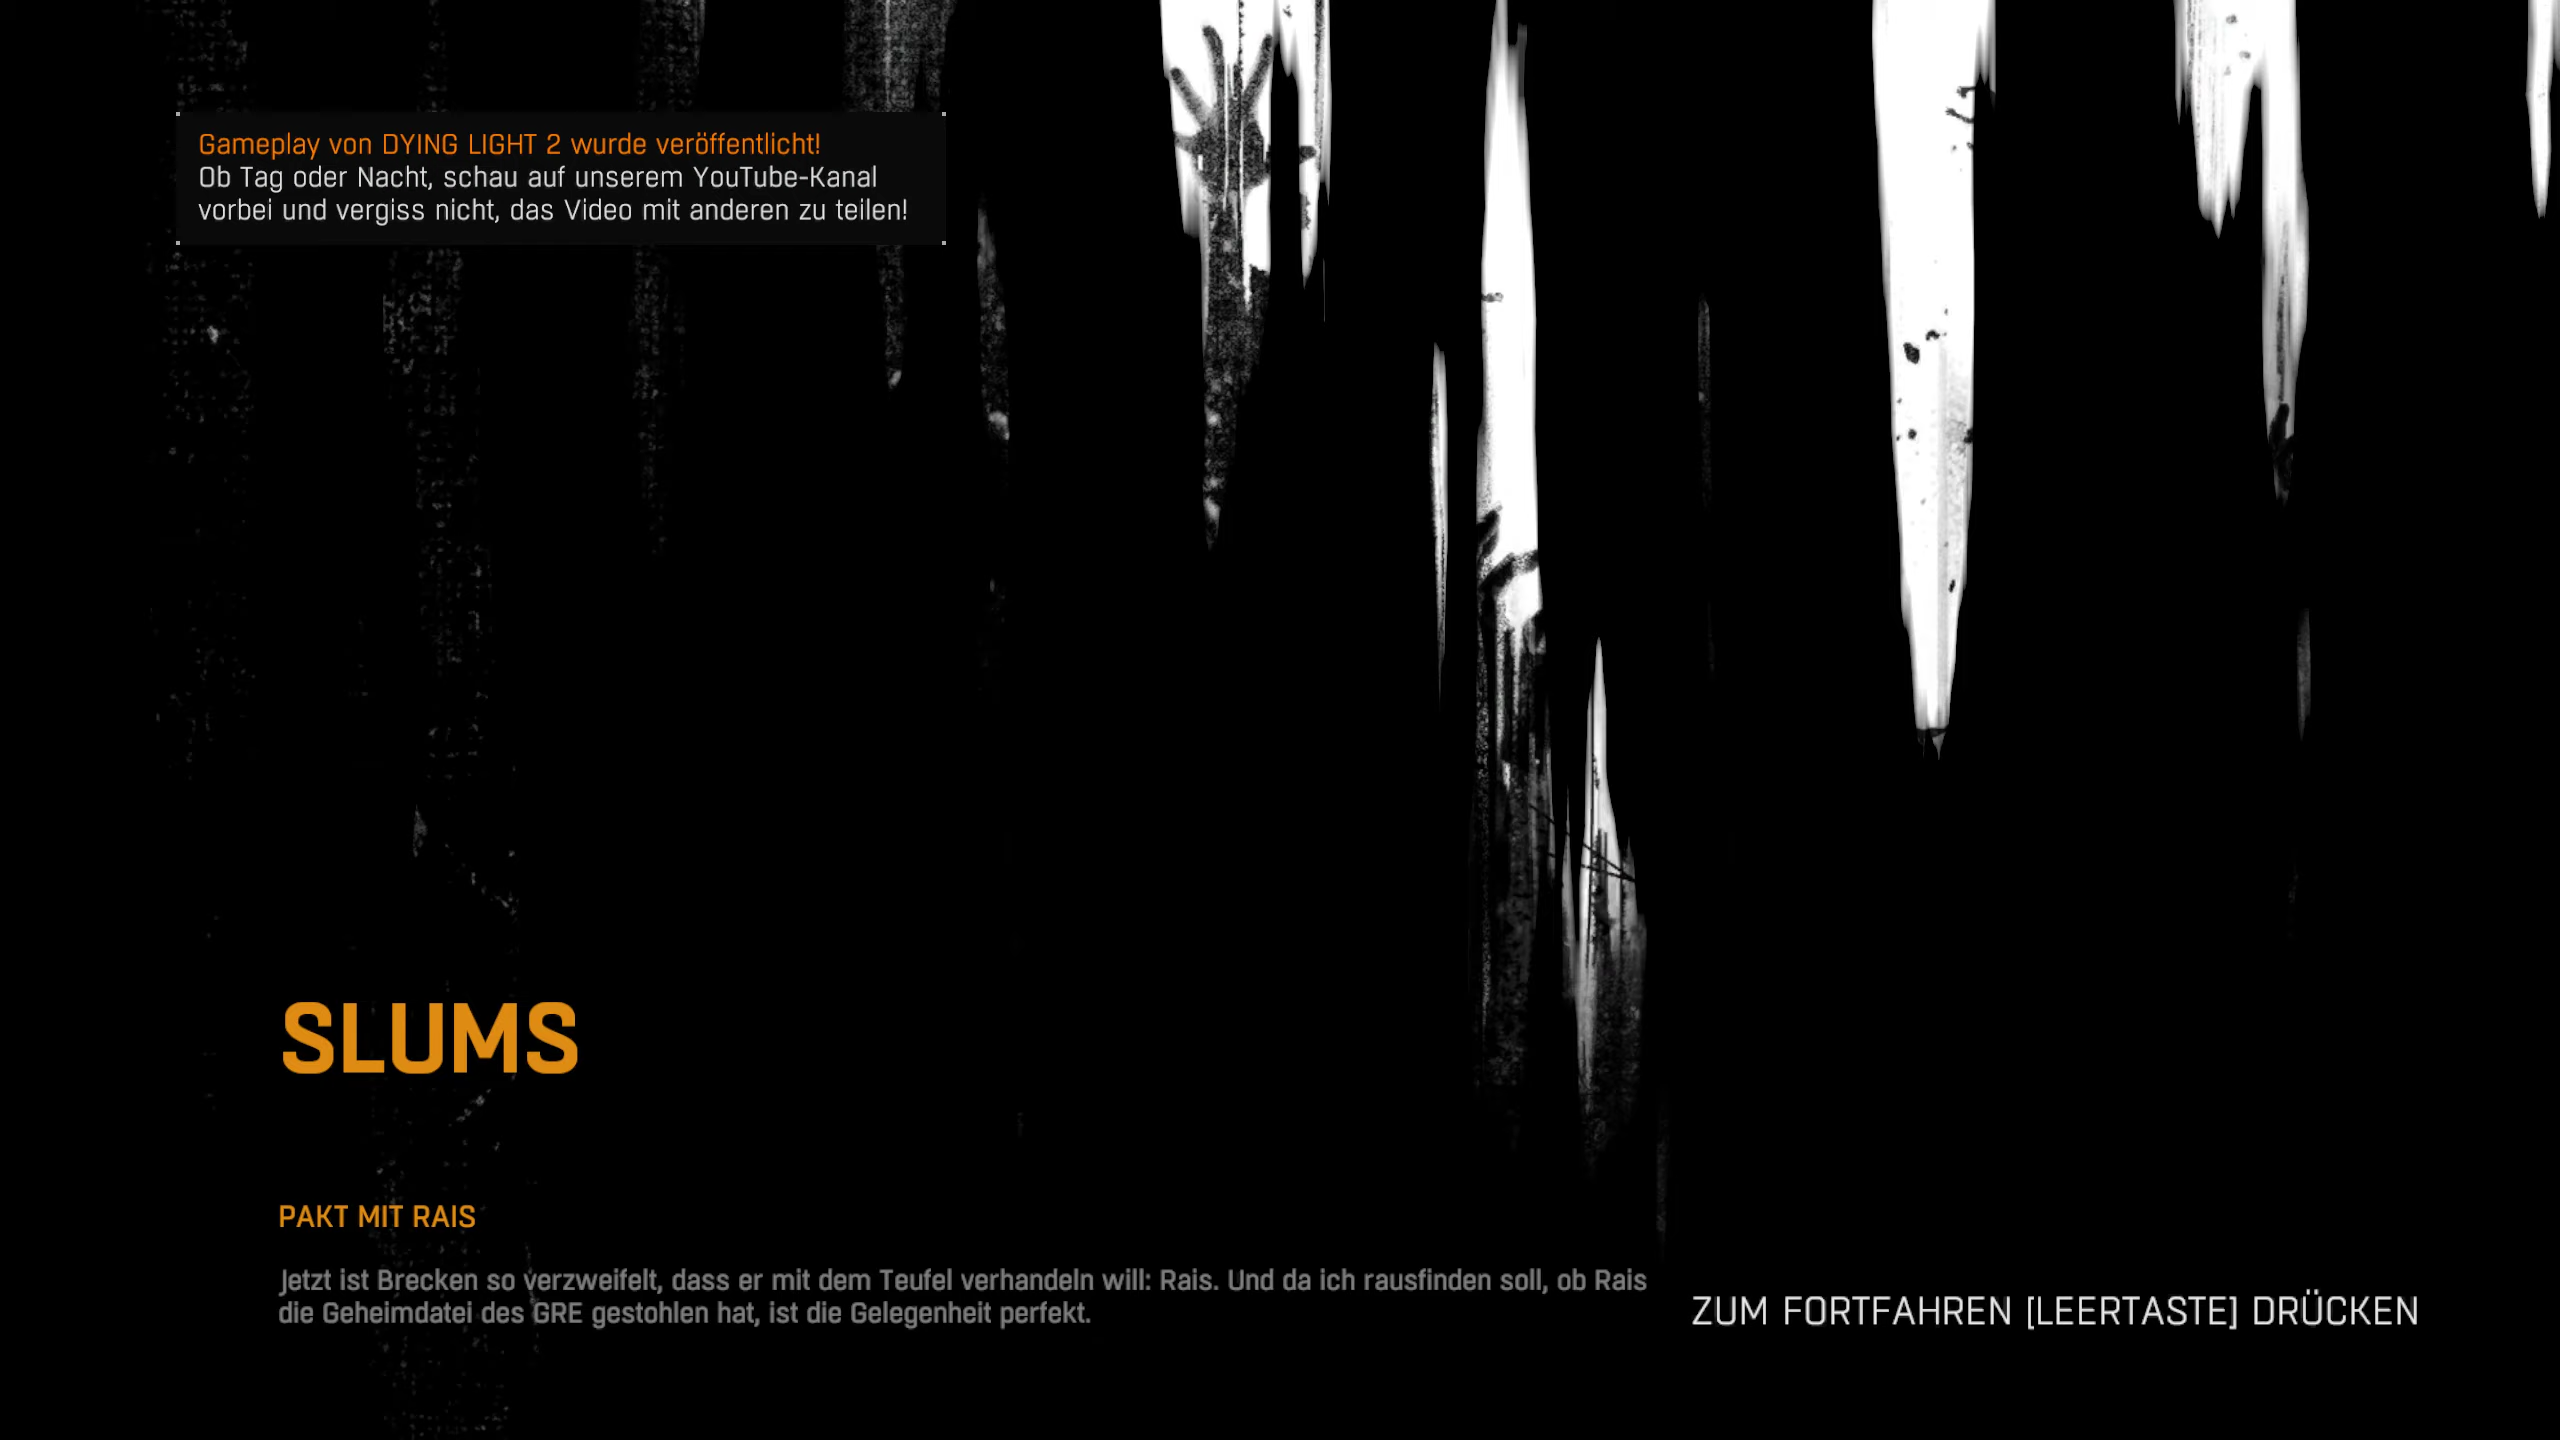 Gameplay von DYING LIGHT 2 wurde veröffentlicht!
Ob Tag oder Nacht, schau auf unserem YouTube-Kanal
vorbei und vergiss nicht, das Video mit anderen zu teilen!
SLUMS
PAKT MIT RAIS
Jetzt ist Brecken so verzweifelt, dass er mit dem Teufel verhandeln will: Rais. Und da ich rausfinden soll, ob Rais
die Geheimdatei des GRE gestohlen hat, ist die Gelegenheit perfekt.
ZUM FORTFAHREN [LEERTASTE] DRÜCKEN